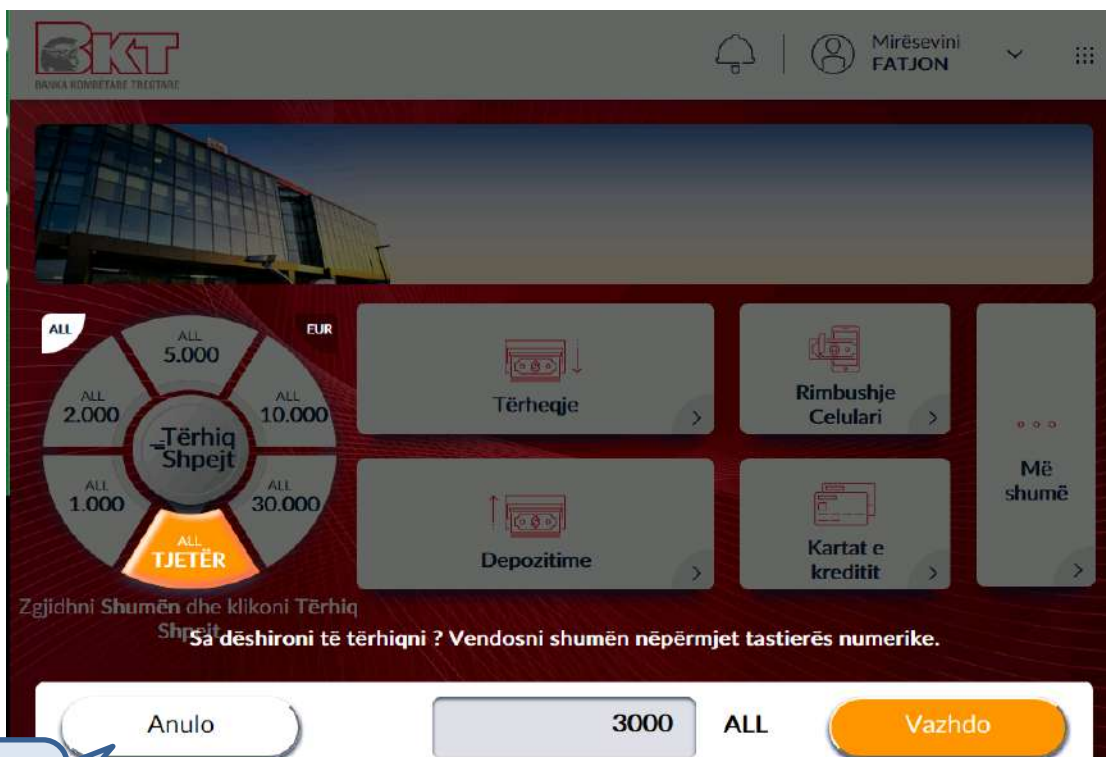 BKT
BANKA KOMBËTARE TREGTARE
Mirësevini
FATJON
ALL
EUR
ALL
5.000
ALL
2.000
ALL
10.000
Tërhiq
Shpejt
ALL
1.000
ALL
30.000
ALL
TJETËR
Zgjidhni Shumën dhe klikoni Tërhiq
Shpejt
Tërheqje
Rimbushje
Celulari
Depozitime
Kartat e
kreditit
Më
shumë
Sa dëshironi të tërhiqni ? Vendosni shumën nëpërmjet tastierës numerike.
Anulo
3000
ALL
Vazhdo